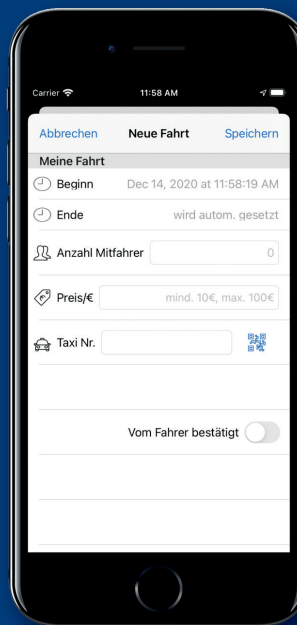 Carrier 11:58 AM
Abbrechen Neue Fahrt Speichern
Meine Fahrt
Beginn Dec 14, 2020 at 11:58:19 AM
Ende wird autom. gesetzt
Anzahl Mitfahrer 0
Preis/€ mind. 10€, max. 100€
Taxi Nr.
Vom Fahrer bestätigt